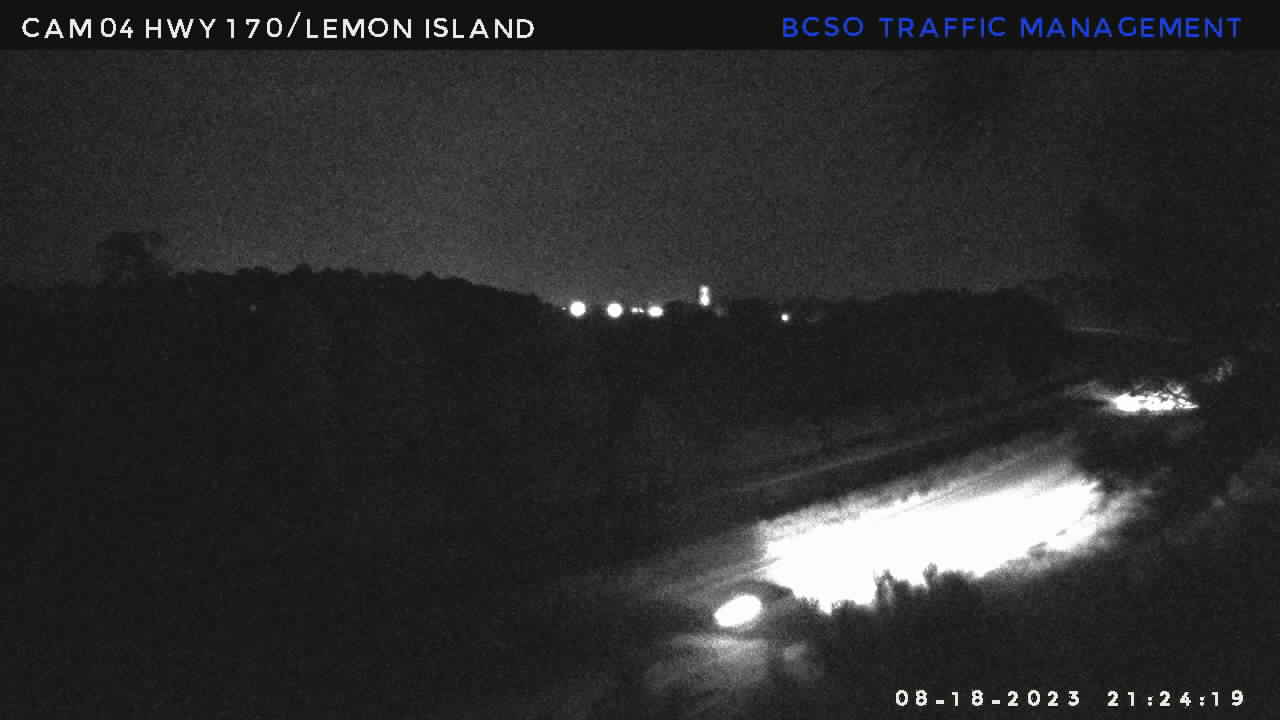 CAM04 HWY 170/LEMON ISLAND
BCSO TRAFFIC MANAGEMENT
08-18-2023 21:24:19